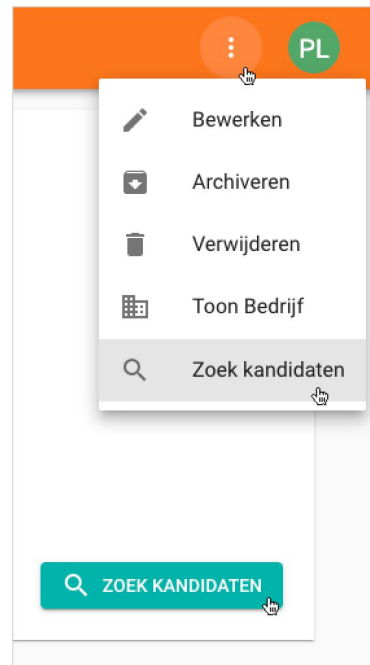 PL
Bewerken
Archiveren
Verwijderen
Toon Bedrijf
Zoek kandidaten
ZOEK KANDIDATEN